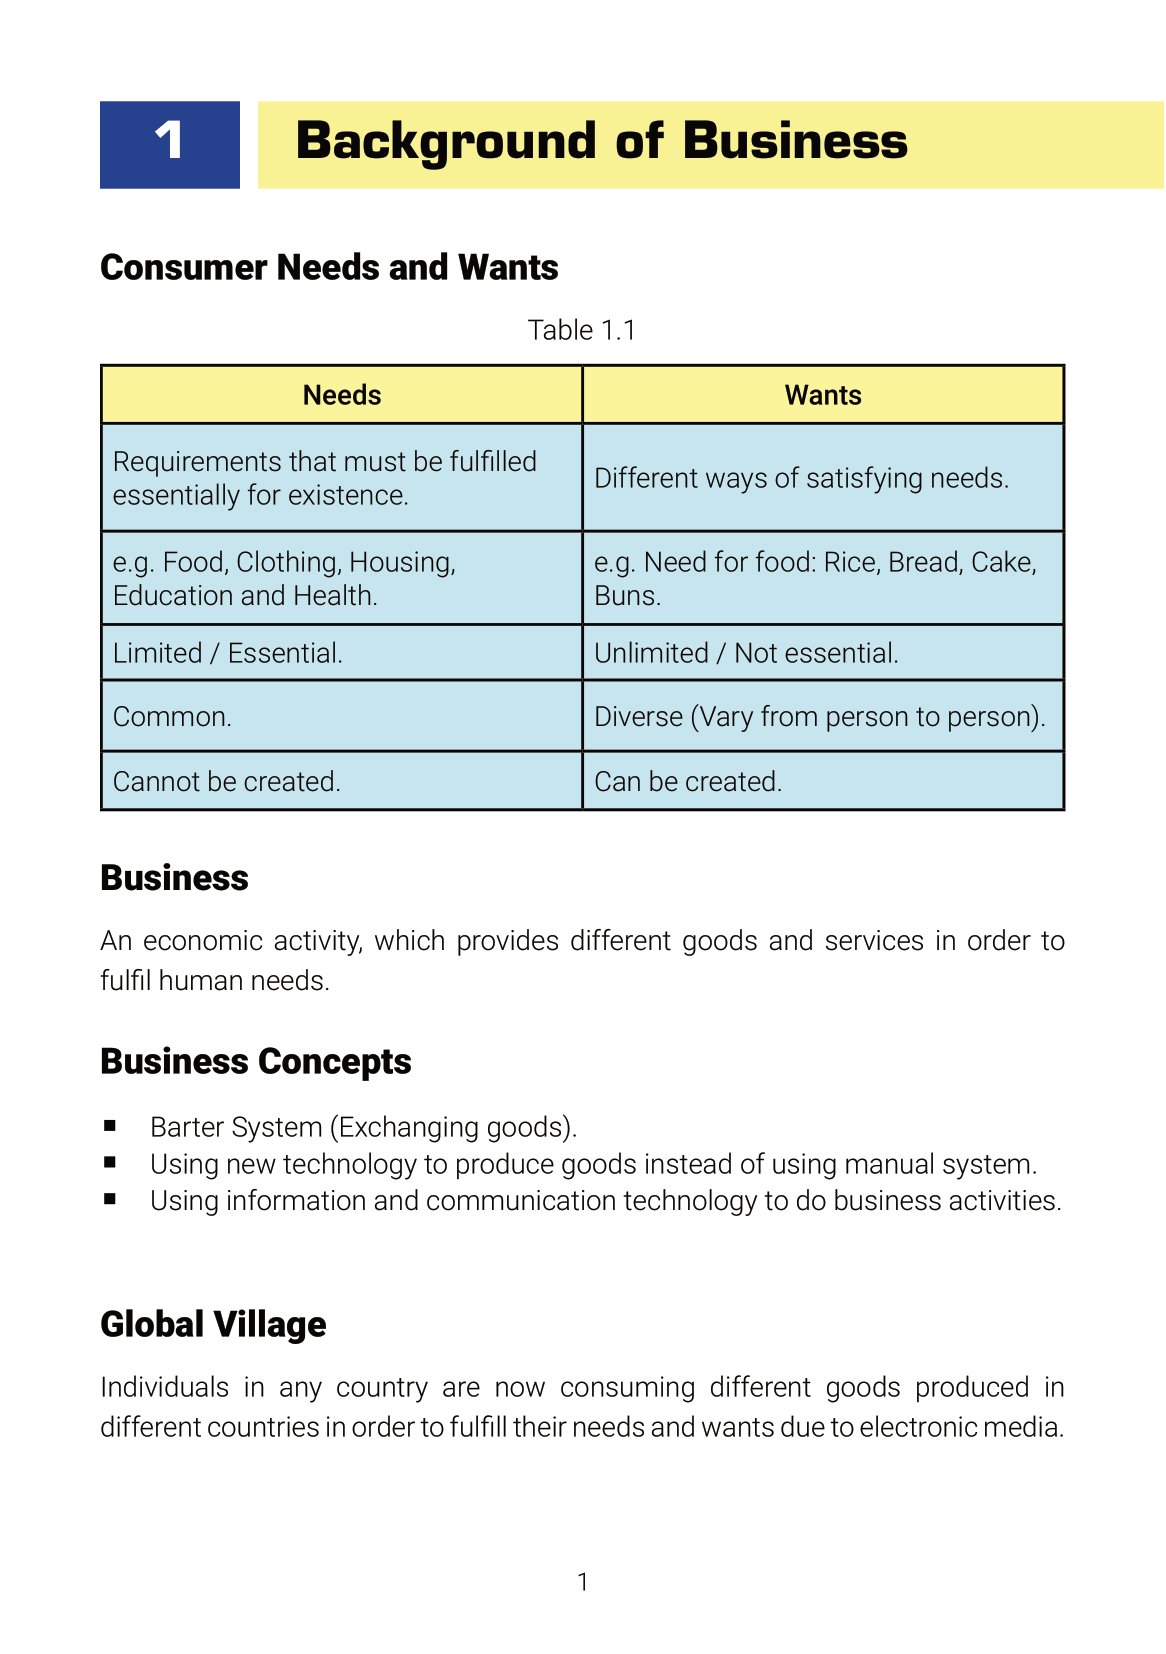 1 Background of Business
Consumer Needs and Wants
Table 1.1
Needs Wants
Requirements that must be fulfilled
essentially for existence.
Different ways of satisfying needs.
e.g. Food, Clothing, Housing,
Education and Health.
e.g. Need for food: Rice, Bread, Cake,
Buns.
Limited / Essential. Unlimited / Not essential.
Common. Diverse (Vary from person to person).
Cannot be created. Can be created.
Business
An economic activity, which provides different goods and services in order to
fulfil human needs.
Business Concepts
▪ Barter System (Exchanging goods).
▪ Using new technology to produce goods instead of using manual system.
▪ Using information and communication technology to do business activities.
Global Village
Individuals in any country are now consuming different goods produced in
different countries in order to fulfill their needs and wants due to electronic media.
1